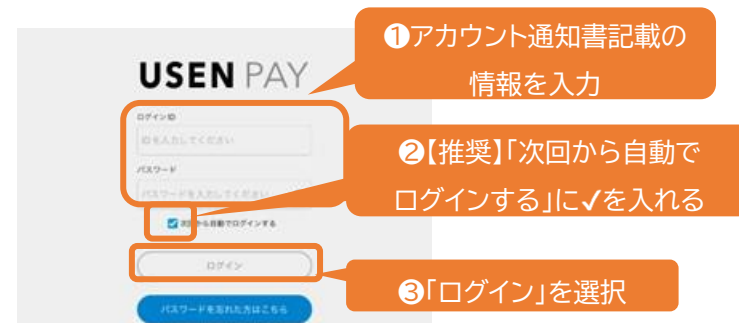 ❶アカウント通知書記載の
情報を入力
USEN PAY
ログインID
IDを入力してください
❷【推奨】「次回から自動で
ログインする」に✓を入れる
パスワード
パスワードを入力してください
次回から自動でログインする
ログイン
❸「ログイン」を選択
パスワードを忘れた方はこちら